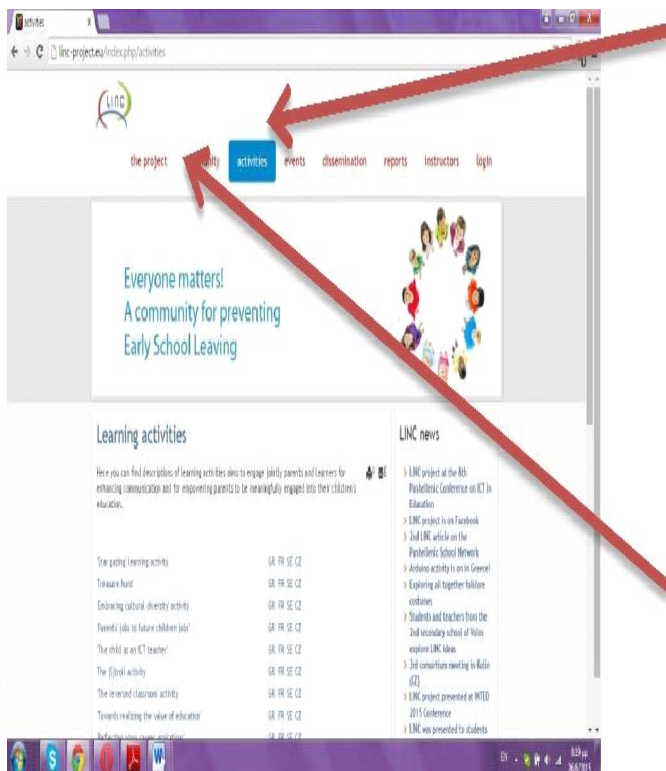 activities x
linc-project.eu/index.php/activities
LINC
the project activities events dissemination reports instructors login
Everyone matters!
A community for preventing
Early School Leaving
Learning activities
Here you can find descriptions of learning activities aims to engage jointly parents and learners for
enhancing communication and for empowering parents to be meaningfully engaged into their children's
education.
'Star gazing' learning activity GR FR SE CZ
'Treasure hunt' GR FR SE CZ
'Embracing cultural diversity' activity GR FR SE CZ
'Parents' jobs to future children jobs' GR FR SE CZ
'The child as an ICT teacher' GR FR SE CZ
The (S)troll activity GR FR SE CZ
'The reversed classroom' activity GR FR SE CZ
'Towards realizing the value of education' GR FR SE CZ
LINC news
LINC project at the 8th
Panhellenic Conference on ICT in
Education
LINC project is on Facebook
2nd LINC article on the
Panhellenic School Network
Arduino activity is on in Greece!
Exploring all together folklore
costumes
Students and teachers from the
2nd secondary school of Volos
explore LINC ideas
3rd consortium meeting in Kolin
(CZ)
LINC project presented at INTED
2015 Conference
LINC was presented to students
EN
8:19 μμ